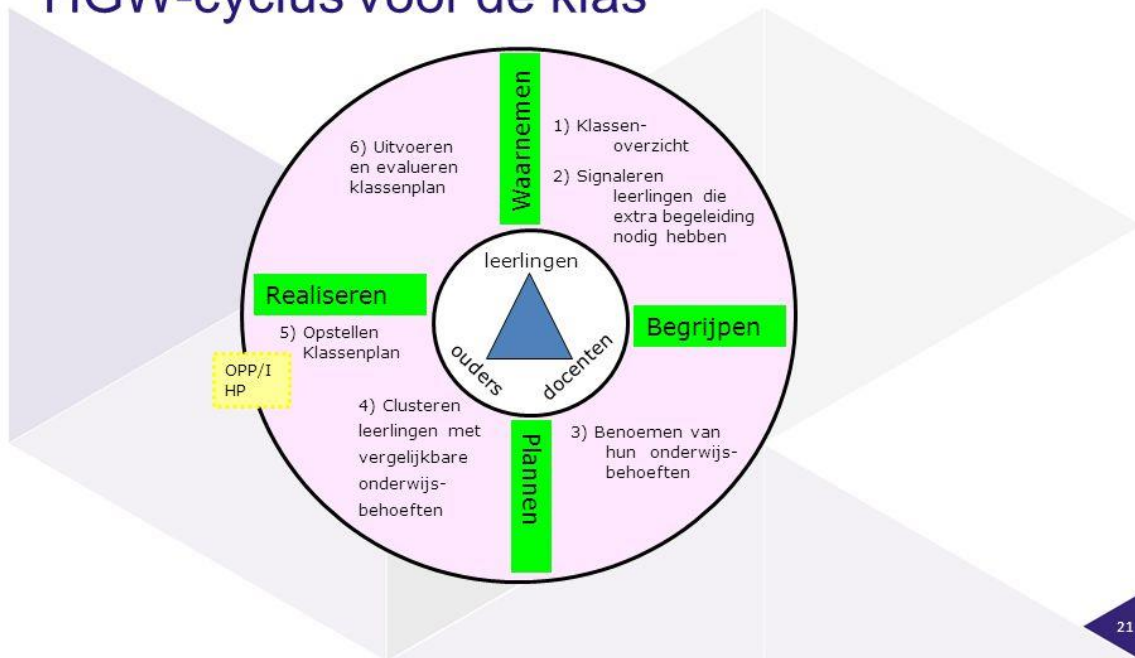 HGW-cyclus voor de klas
Waarnemen
1) Klassen-
overzicht
2) Signaleren
leerlingen die
extra begeleiding
nodig hebben
Begrijpen
3) Benoemen van
hun onderwijs-
behoeften
Plannen
4) Clusteren
leerlingen met
vergelijkbare
onderwijs-
behoeften
Realiseren
5) Opstellen
Klassenplan
OPP/I
HP
6) Uitvoeren
en evalueren
klassenplan
leerlingen
ouders
docenten
21